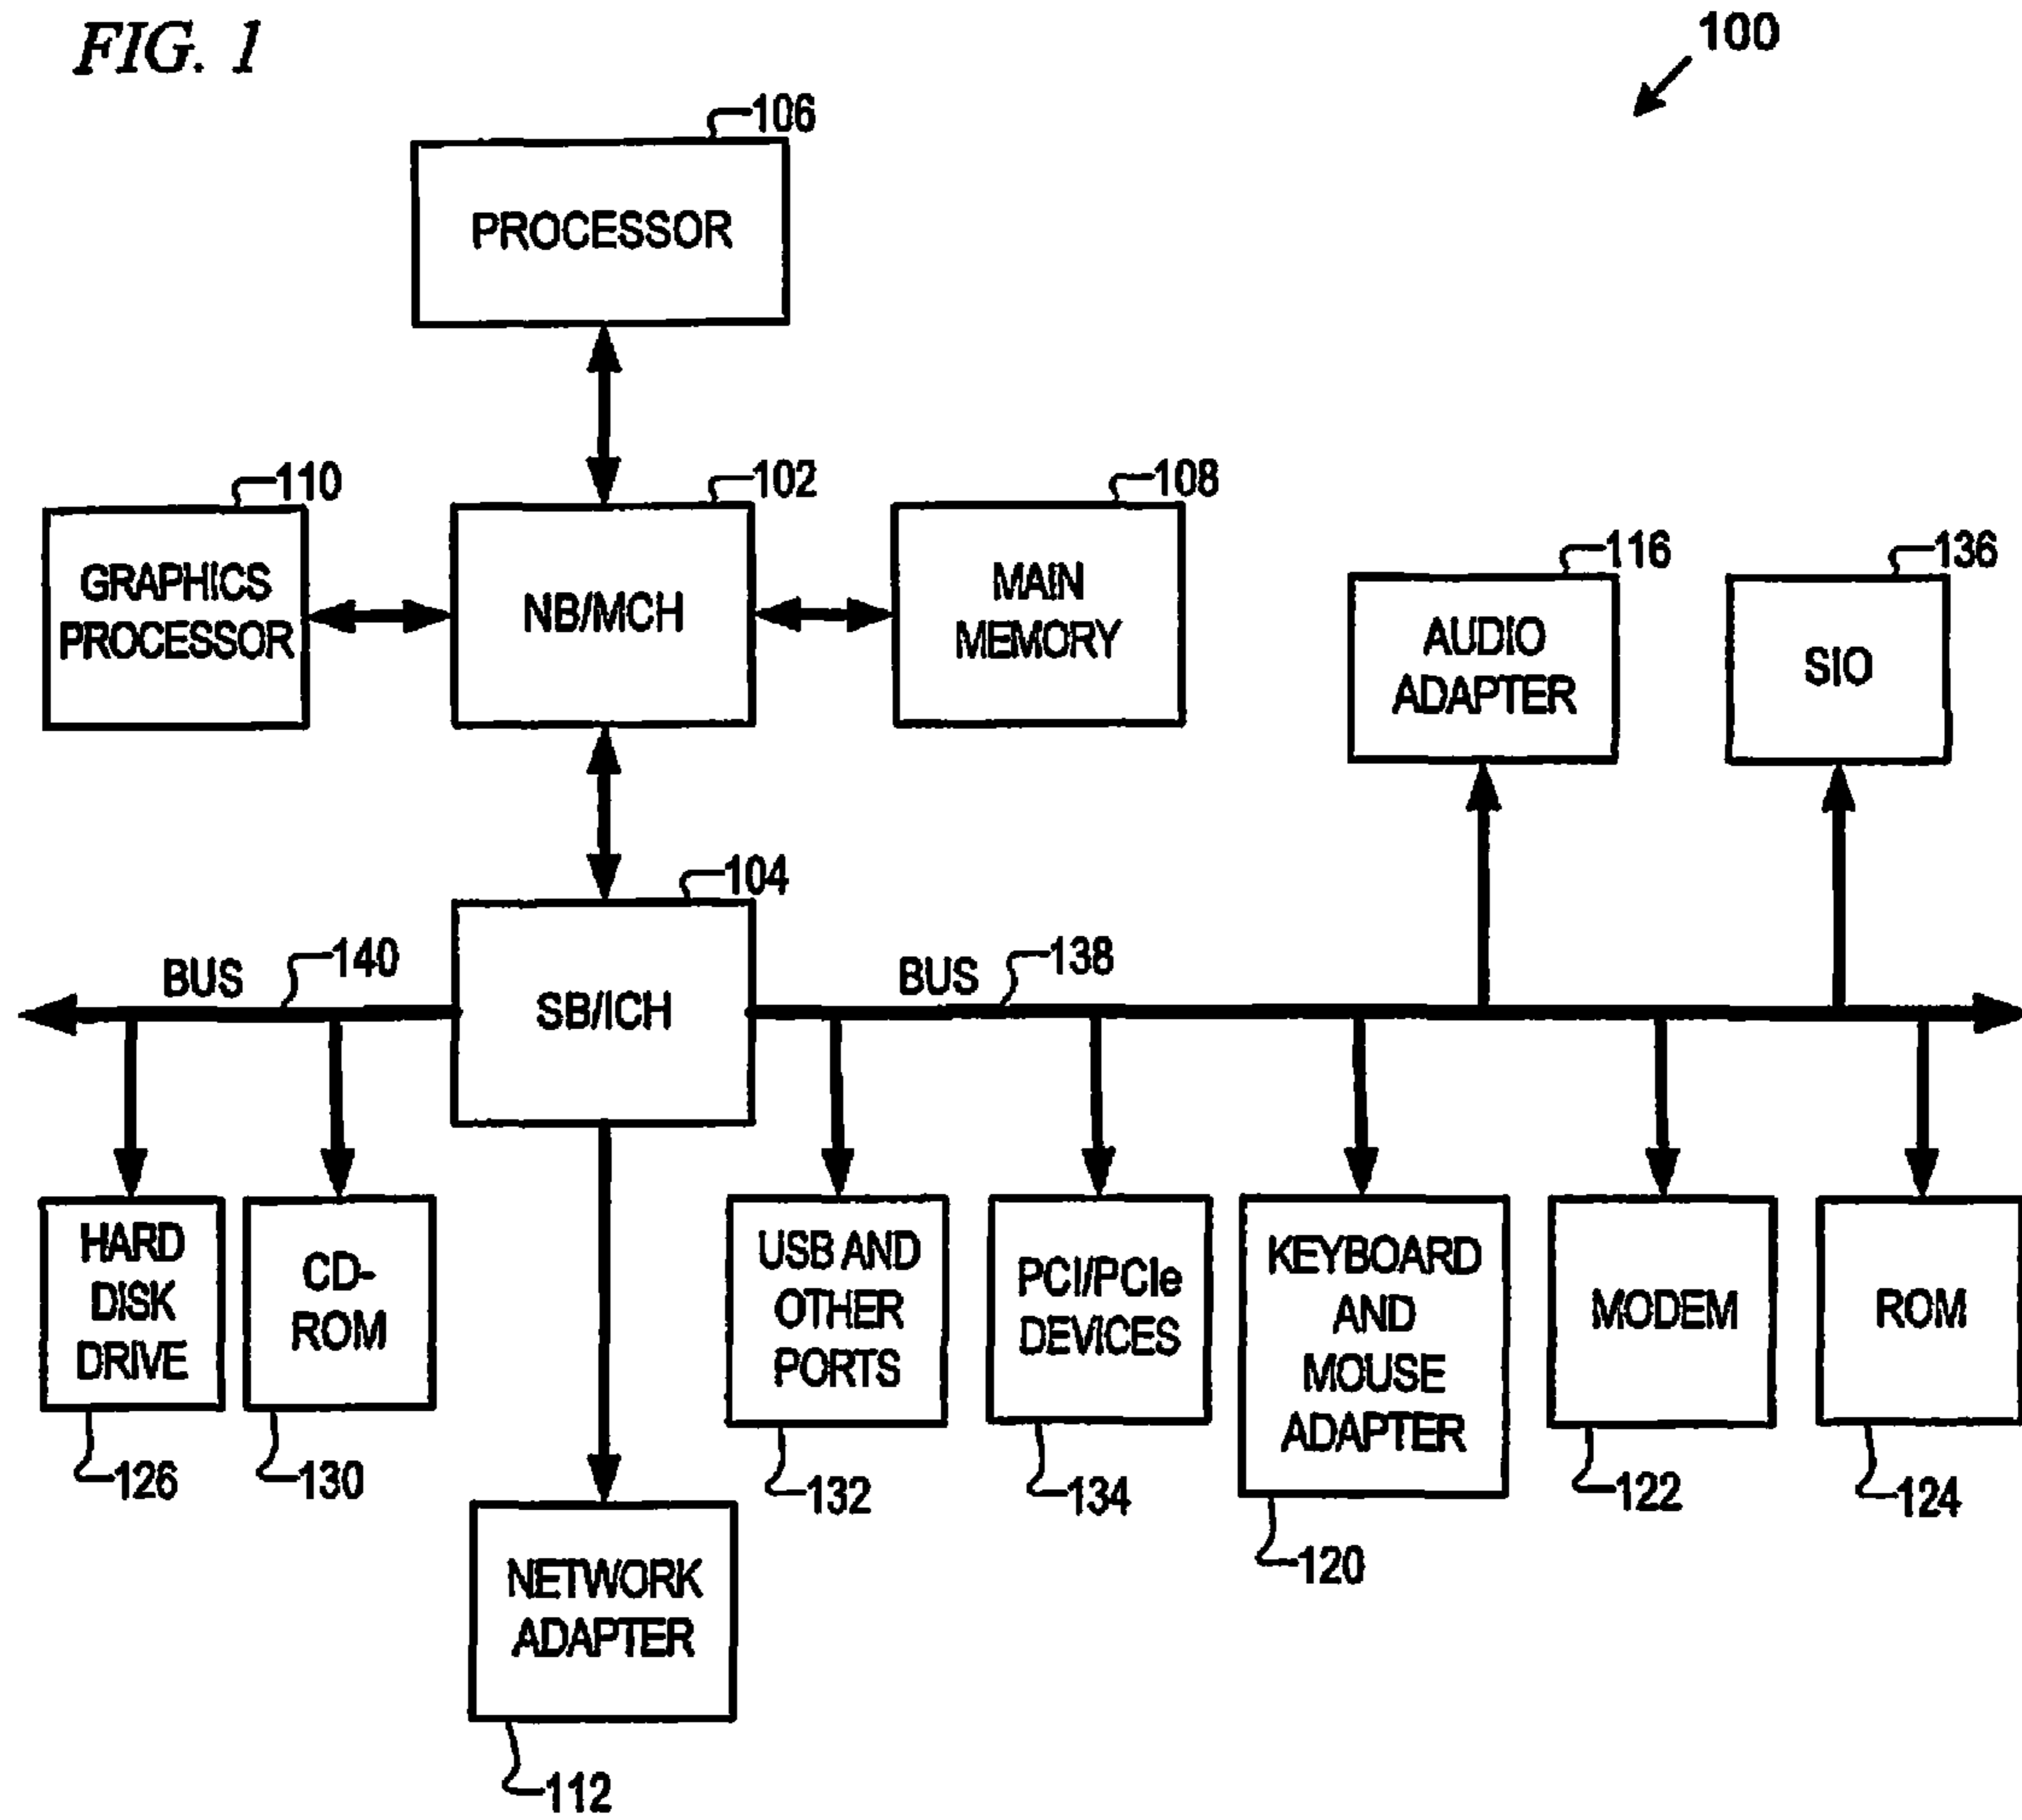 FIG. 1
100
106
PROCESSOR
110
102
108
GRAPHICS
PROCESSOR
NB/MCH
MAIN
MEMORY
116
136
AUDIO
ADAPTER
SIO
104
BUS
140
SB/ICH
BUS
138
HARD
DISK
DRIVE
CD-
ROM
USB AND
OTHER
PORTS
PCI/PCIe
DEVICES
KEYBOARD
AND
MOUSE
ADAPTER
MODEM
ROM
126
130
132
134
120
122
124
NETWORK
ADAPTER
112